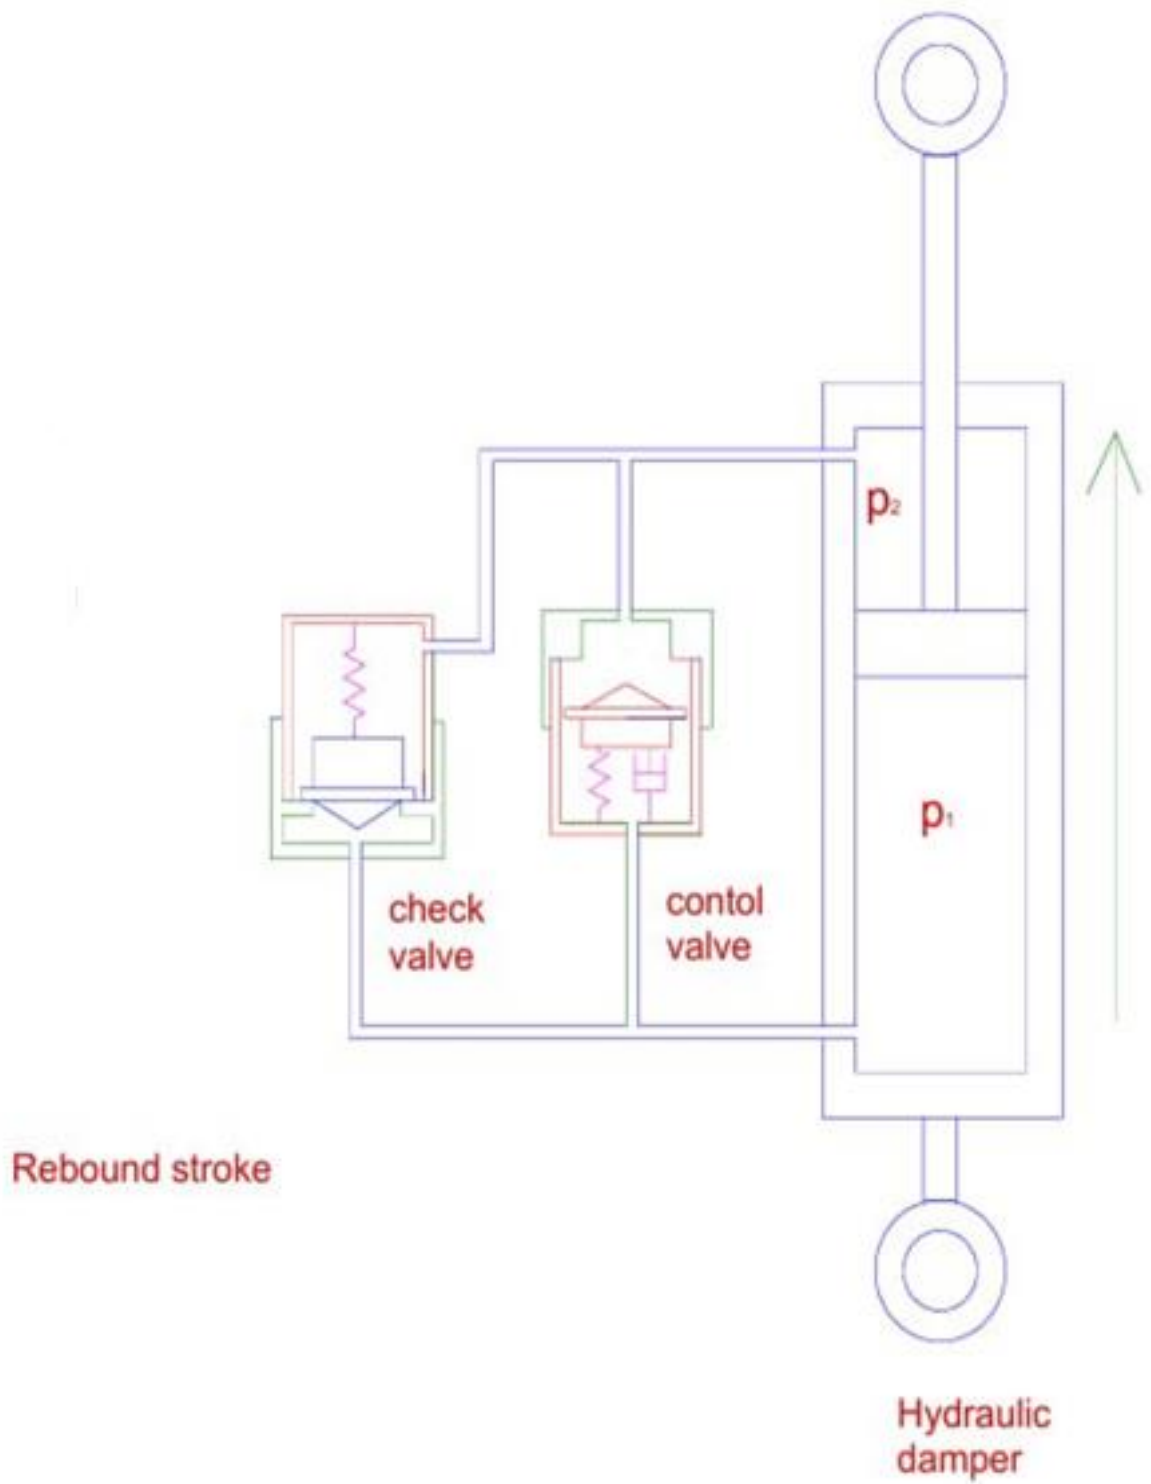 p2
p1
check
valve
contol
valve
Rebound stroke
Hydraulic
damper